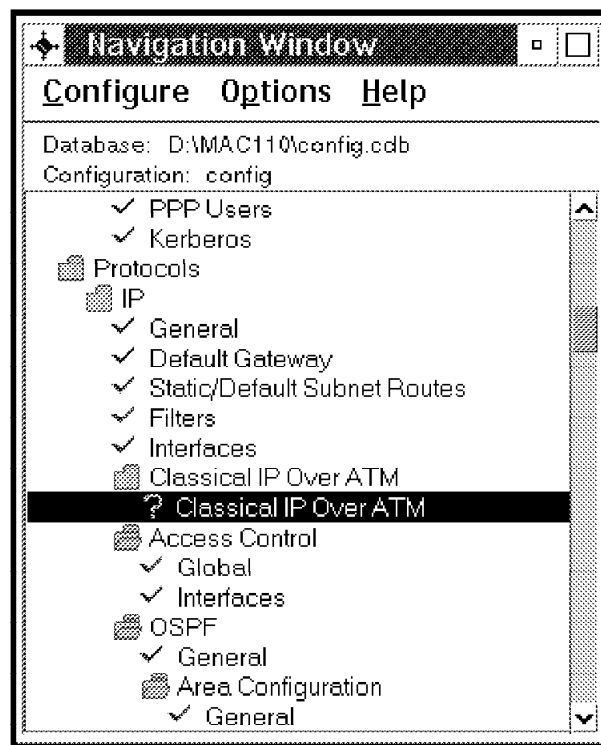 Navigation Window
Configure Options Help
Database: D:\MAC110\config.cdb
Configuration: config
PPP Users
Kerberos
Protocols
IP
General
Default Gateway
Static/Default Subnet Routes
Filters
Interfaces
Classical IP Over ATM
? Classical IP Over ATM
Access Control
Global
Interfaces
OSPF
General
Area Configuration
General